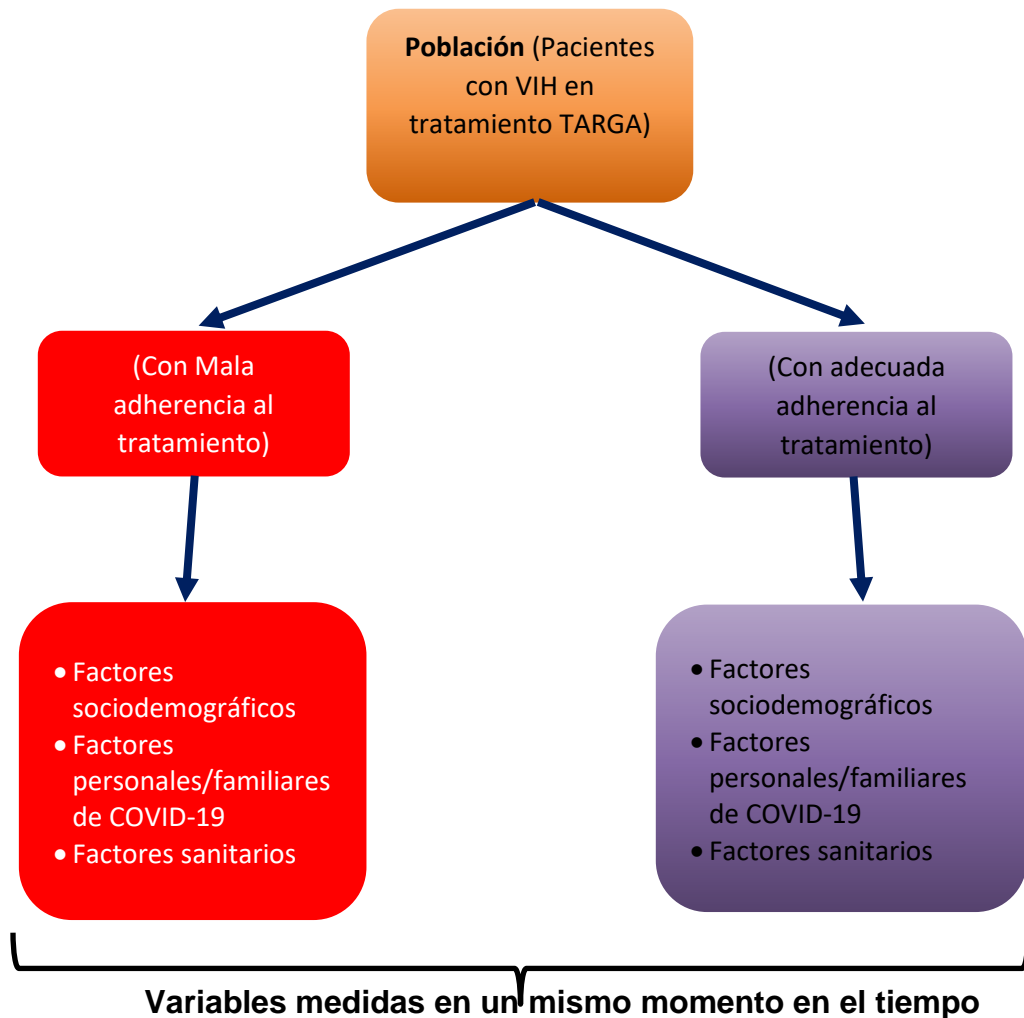 Población (Pacientes
con VIH en
tratamiento TARGA)
(Con Mala
adherencia al
tratamiento)
(Con adecuada
adherencia al
tratamiento)
• Factores
sociodemográficos
• Factores
personales/familiares
de COVID-19
• Factores sanitarios
• Factores
sociodemográficos
• Factores
personales/familiares
de COVID-19
• Factores sanitarios
Variables medidas en un mismo momento en el tiempo